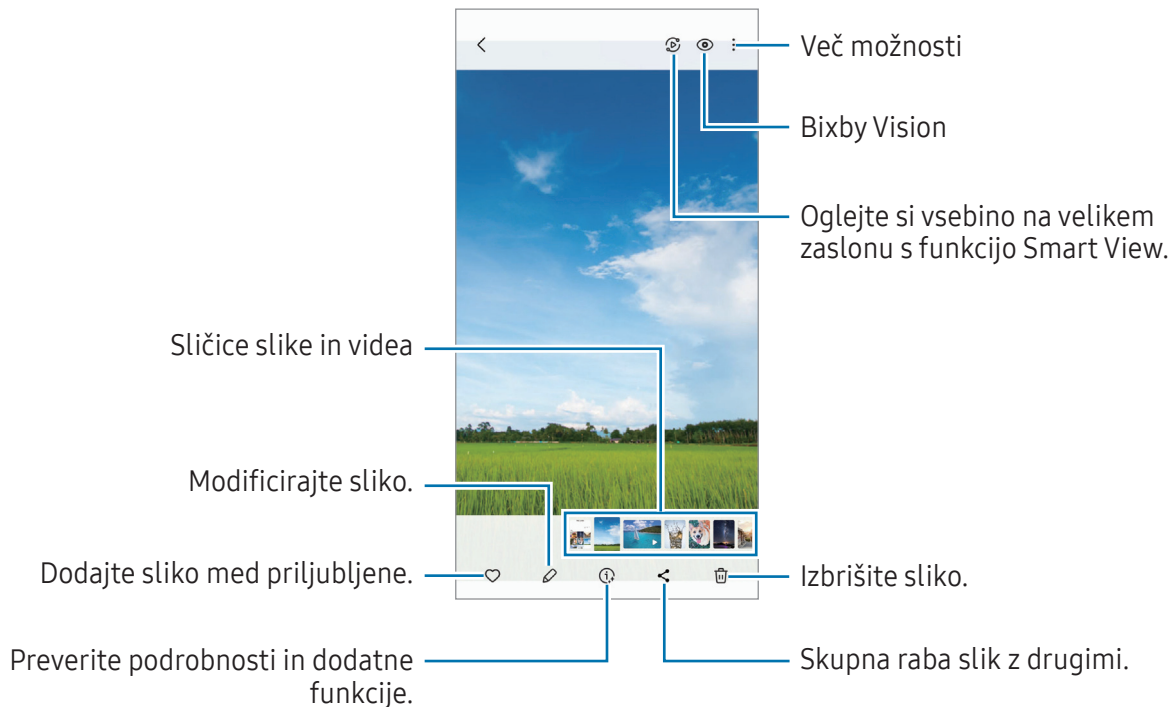 Več možnosti
Bixby Vision
Oglejte si vsebino na velikem
zaslonu s funkcijo Smart View.
Sličice slike in videa
Modificirajte sliko.
Dodajte sliko med priljubljene.
Izbrišite sliko.
Preverite podrobnosti in dodatne
funkcije.
Skupna raba slik z drugimi.